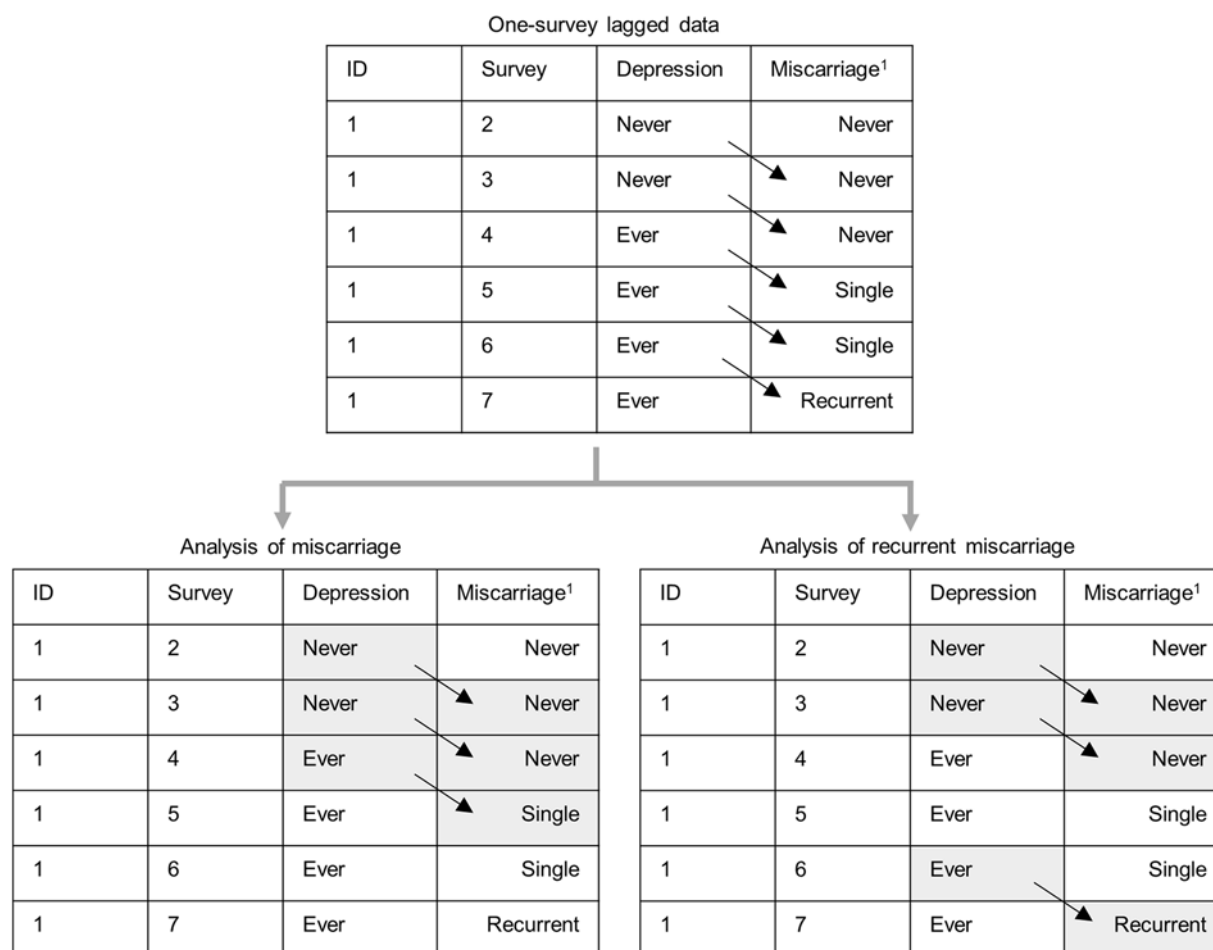 One-survey lagged data
ID Survey Depression Miscarriage¹
1 2 Never Never
1 3 Never Never
1 4 Ever Never
1 5 Ever Single
1 6 Ever Single
1 7 Ever Recurrent
Analysis of miscarriage
ID Survey Depression Miscarriage¹
1 2 Never Never
1 3 Never Never
1 4 Ever Never
1 5 Ever Single
1 6 Ever Single
1 7 Ever Recurrent
Analysis of recurrent miscarriage
ID Survey Depression Miscarriage¹
1 2 Never Never
1 3 Never Never
1 4 Ever Never
1 5 Ever Single
1 6 Ever Single
1 7 Ever Recurrent